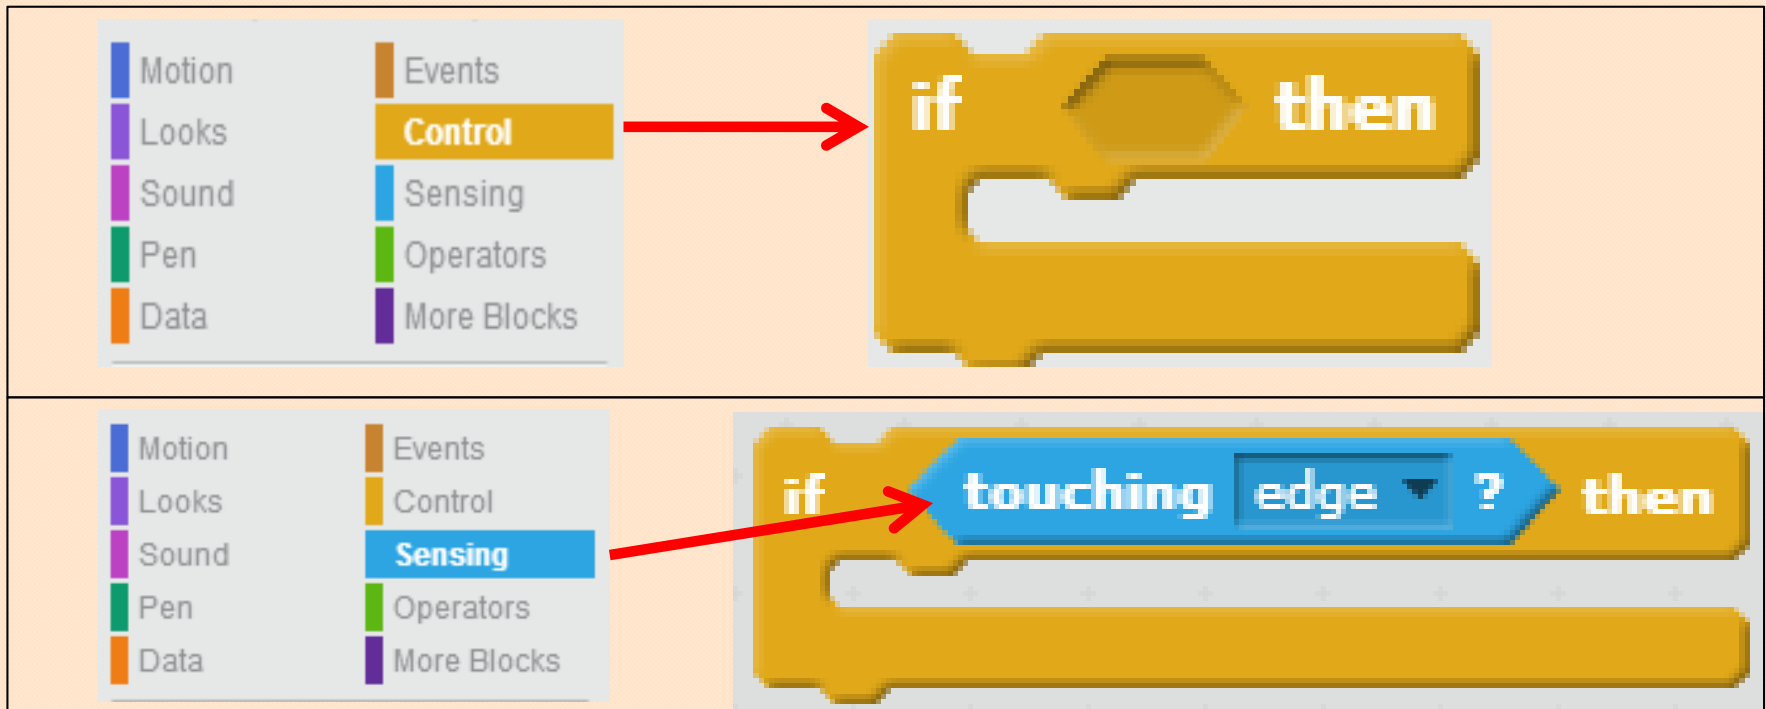 Motion Events
Looks Control
Sound Sensing
Pen Operators
Data More Blocks
if then
Motion Events
Looks Control
Sound Sensing
Pen Operators
Data More Blocks
if touching edge ? then